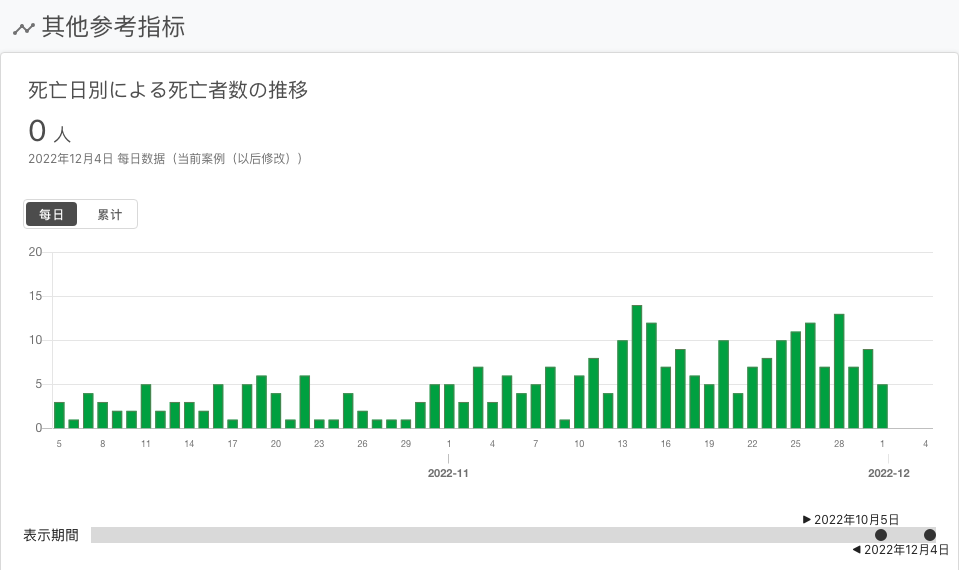 其他参考指标
死亡日別による死亡者数の推移
0 人
2022年12月4日 每日数据（当前案例（以后修改））
每日 累计
20
15
10
5
0
5 8 11 14 17 20 23 26 29 1 4 7 10 13 16 19 22 25 28 1 4
2022-11 2022-12
▶ 2022年10月5日
表示期間
◀ 2022年12月4日